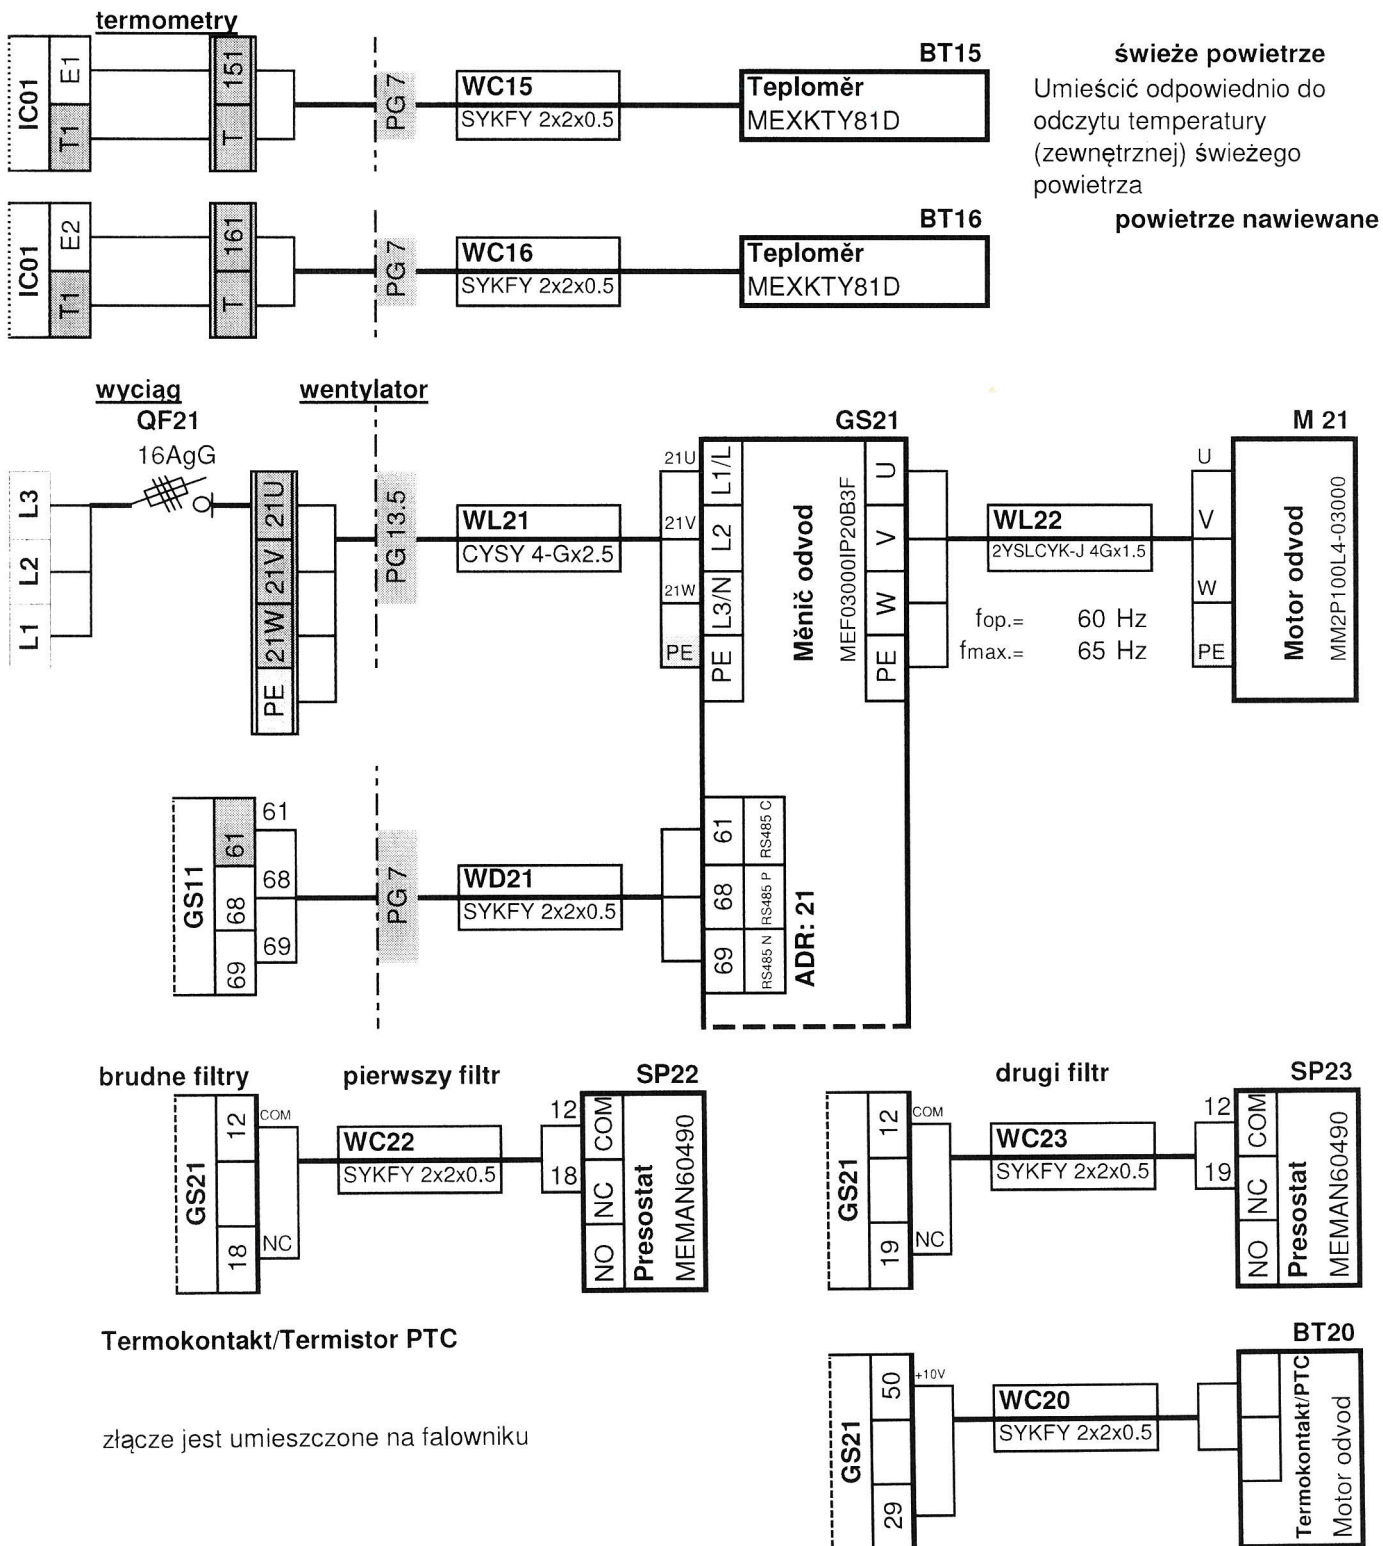 termometry
IC01
E1
T1
151
T
PG 7
WC15
SYKFY 2x2x0.5
BT15
Teploměr
MEXKTY81D
świeże powietrze
Umieścić odpowiednio do
odczytu temperatury
(zewnętrznej) świeżego
powietrza
IC01
E2
T1
161
T
PG 7
WC16
SYKFY 2x2x0.5
BT16
Teploměr
MEXKTY81D
powietrze nawiewane
wyciąg
wentylator
QF21
16AgG
L3
L2
L1
21U
21V
21W
PE
PG 13.5
WL21
CYSY 4-Gx2.5
GS21
21U
21V
21W
PE
L1/L
L2
L3/N
PE
Měnič odvod
MEF03000IP20B3F
U
V
W
PE
WL22
2YSLCYK-J 4Gx1.5
fop.= 60 Hz
fmax.= 65 Hz
M 21
U
V
W
PE
Motor odvod
MM2P100L4-03000
GS11
61
68
69
61
68
69
PG 7
WD21
SYKFY 2x2x0.5
61
68
69
RS485 C
RS485 P
RS485 N
ADR: 21
brudne filtry
pierwszy filtr
GS21
12
18
COM
NC
WC22
SYKFY 2x2x0.5
SP22
12
18
COM
NC
NO
Presostat
MEMAN60490
drugi filtr
GS21
12
19
COM
NC
WC23
SYKFY 2x2x0.5
SP23
12
19
COM
NC
NO
Presostat
MEMAN60490
Termokontakt/Termistor PTC
złącze jest umieszczone na falowniku
GS21
50
29
+10V
WC20
SYKFY 2x2x0.5
BT20
Termokontakt/PTC
Motor odvod